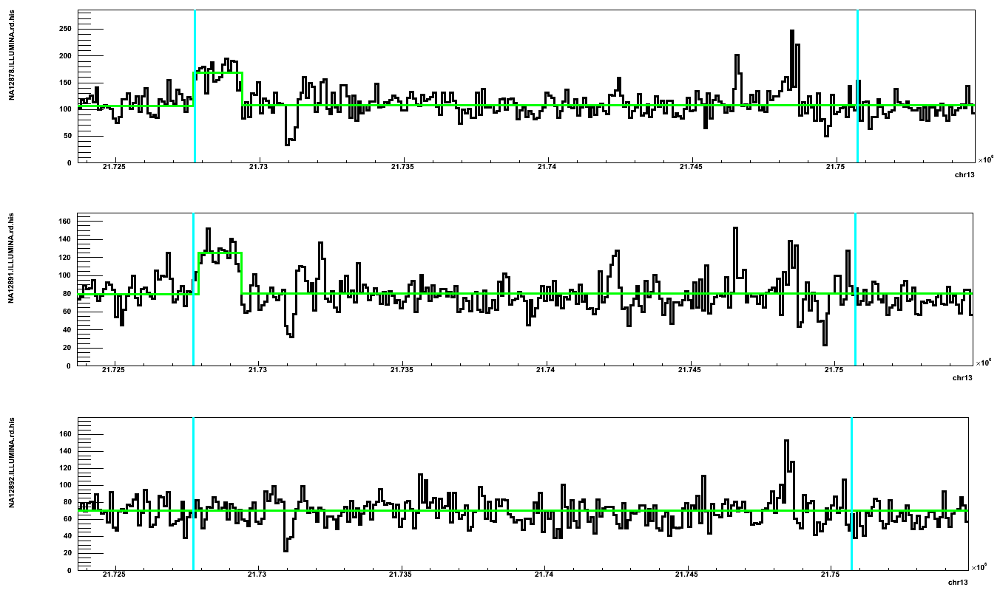 NA12878.ILLUMINA.rd.his
250
200
150
100
50
0
21.725 21.73 21.735 21.74 21.745 21.75 ×10⁶
chr13
NA12891.ILLUMINA.rd.his
160
140
120
100
80
60
40
20
0
21.725 21.73 21.735 21.74 21.745 21.75 ×10⁶
chr13
NA12892.ILLUMINA.rd.his
160
140
120
100
80
60
40
20
0
21.725 21.73 21.735 21.74 21.745 21.75 ×10⁶
chr13